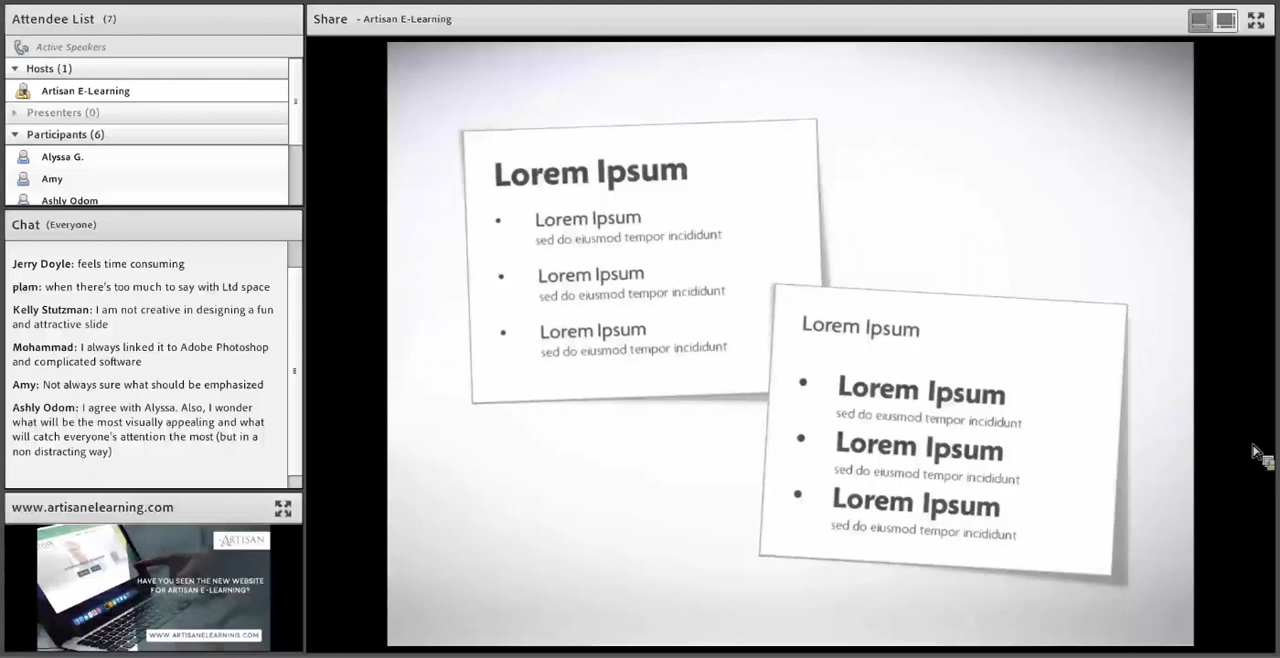 Attendee List (7)
Active Speakers
Hosts (1)
Artisan E-Learning
Presenters (0)
Participants (6)
Alyssa G.
Amy
Ashly Odom
Chat (Everyone)
Jerry Doyle: feels time consuming
plam: when there's too much to say with Ltd space
Kelly Stutzman: I am not creative in designing a fun
and attractive slide
Mohammad: I always linked it to Adobe Photoshop
and complicated software
Amy: Not always sure what should be emphasized
Ashly Odom: I agree with Alyssa. Also, I wonder
what will be the most visually appealing and what
will catch everyone's attention the most (but in a
non distracting way)
www.artisanelearning.com
ARTISAN
HAVE YOU SEEN THE NEW WEBSITE
FOR ARTISAN E-LEARNING?
WWW.ARTISANELEARNING.COM
Share - Artisan E-Learning
Lorem Ipsum
• Lorem Ipsum
sed do eiusmod tempor incididunt
• Lorem Ipsum
sed do eiusmod tempor incididunt
• Lorem Ipsum
sed do eiusmod tempor incididunt
Lorem Ipsum
• Lorem Ipsum
sed do eiusmod tempor incididunt
• Lorem Ipsum
sed do eiusmod tempor incididunt
• Lorem Ipsum
sed do eiusmod tempor incididunt